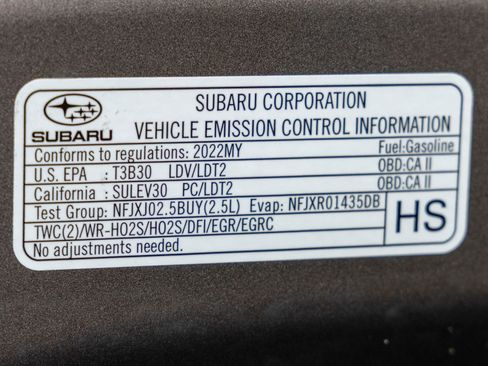 SUBARU CORPORATION
SUBARU VEHICLE EMISSION CONTROL INFORMATION
Conforms to regulations: 2022MY Fuel:Gasoline
U.S. EPA : T3B30 LDV/LDT2 OBD:CA II
California : SULEV30 PC/LDT2 OBD:CA II
Test Group: NFJXJ02.5BUY(2.5L) Evap: NFJXR01435DB
TWC(2)/WR-HO2S/HO2S/DFI/EGR/EGRC HS
No adjustments needed.